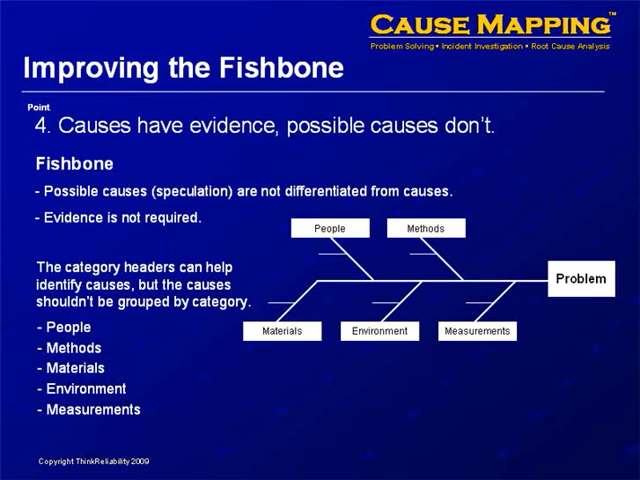 CAUSE MAPPING™
Problem Solving • Incident Investigation • Root Cause Analysis
Improving the Fishbone
Point
4. Causes have evidence, possible causes don't.
Fishbone
- Possible causes (speculation) are not differentiated from causes.
- Evidence is not required.
People
Methods
The category headers can help
identify causes, but the causes
shouldn't be grouped by category.
Problem
- People
- Methods
- Materials
- Environment
- Measurements
Materials
Environment
Measurements
Copyright ThinkReliability 2009